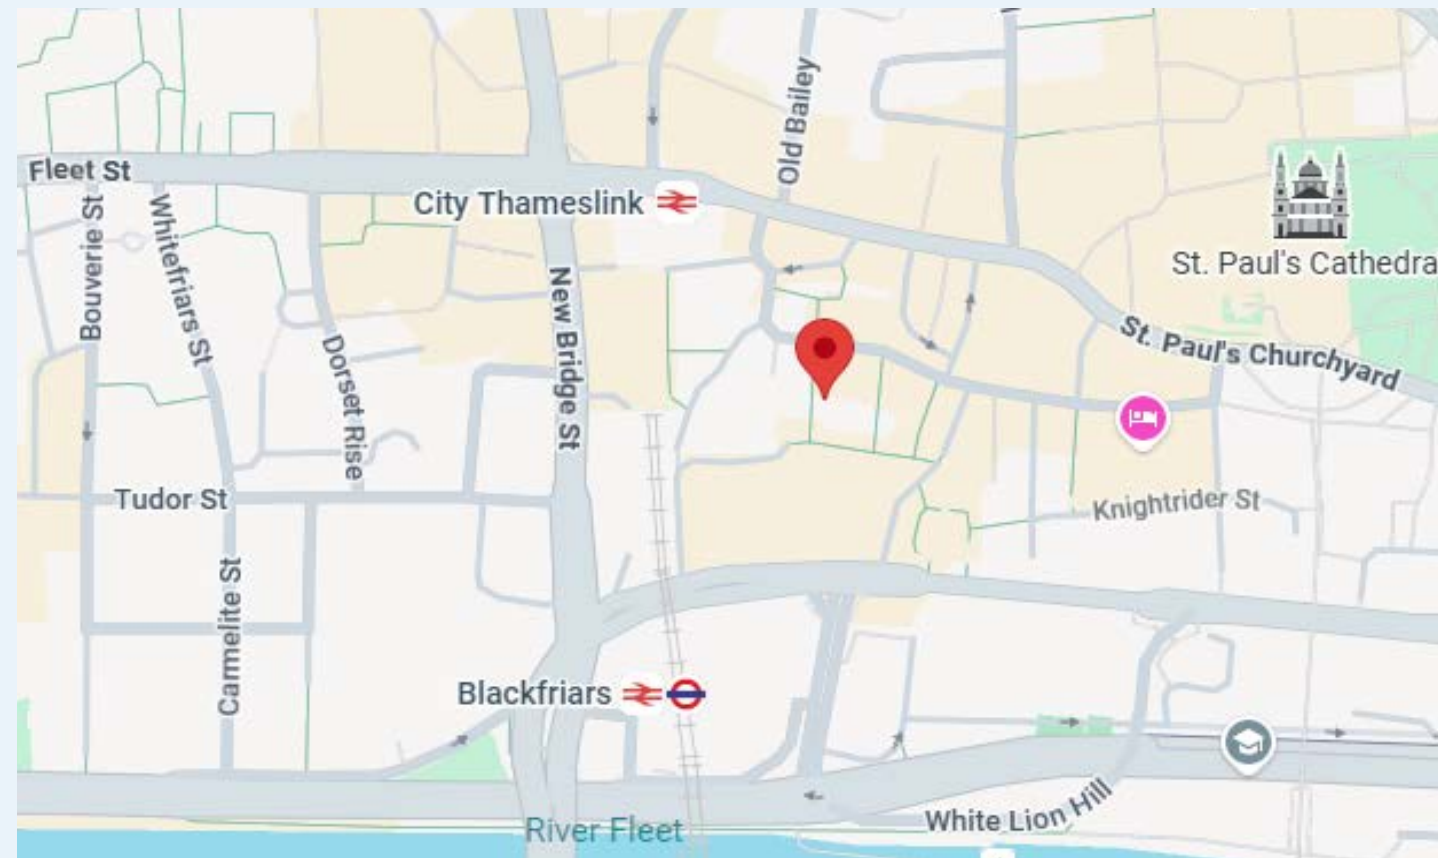 Old Bailey
Fleet St
City Thameslink
Bouverie St
Whitefriars St
St. Paul's Cathedra
New Bridge St
Dorset Rise
St. Paul's Churchyard
Tudor St
Knightrider St
Carmelite St
Blackfriars
White Lion Hill
River Fleet